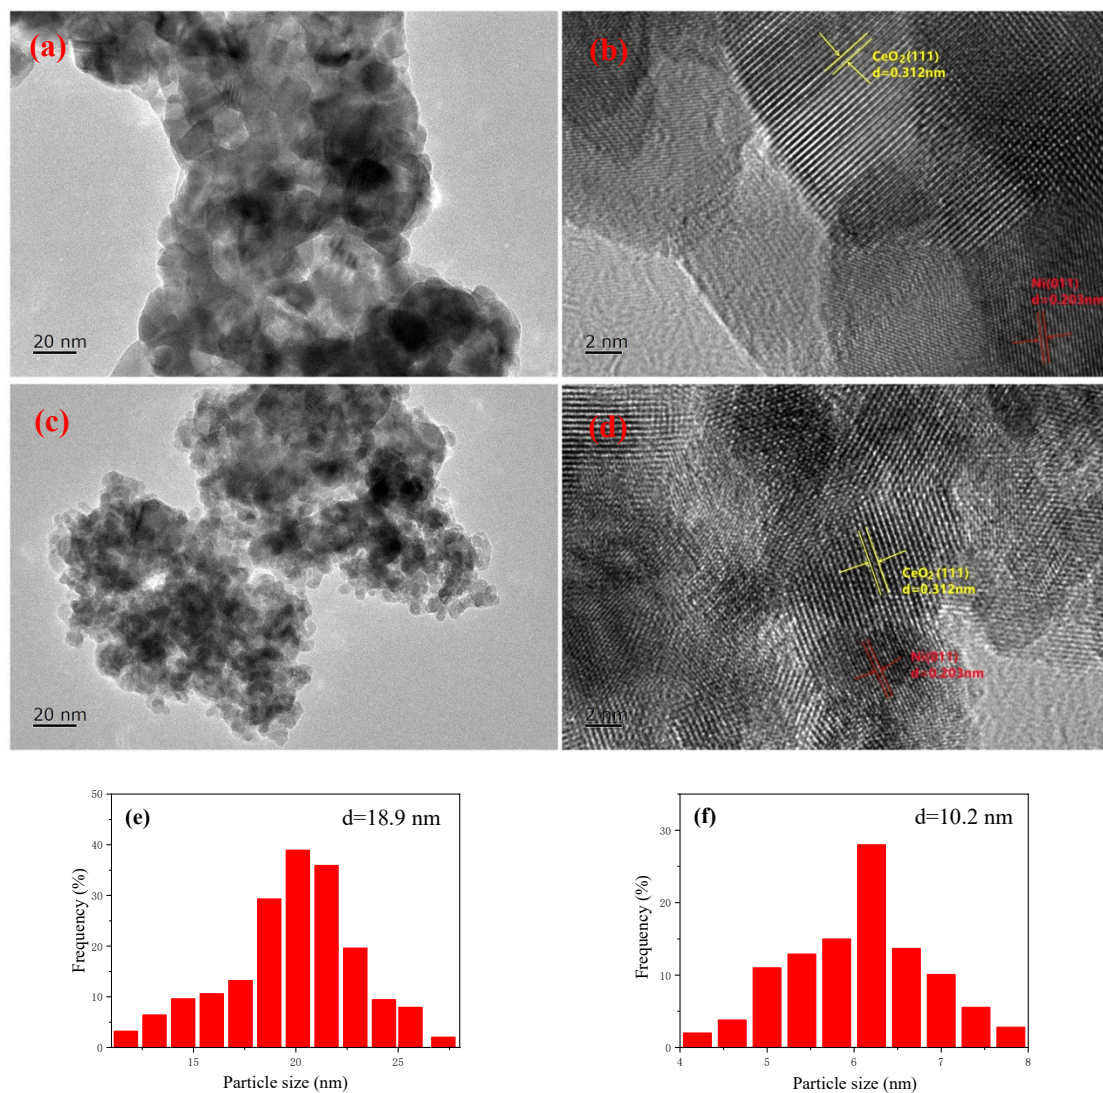 (a)
20 nm
(b)
CeO₂(111)
d=0.312nm
Ni(011)
d=0.203nm
2 nm
(c)
20 nm
(d)
CeO₂(111)
d=0.312nm
Ni(011)
d=0.203nm
2 nm
(e)
d=18.9 nm
Frequency (%)
50
40
30
20
10
0
15
20
25
Particle size (nm)
(f)
d=10.2 nm
Frequency (%)
30
20
10
0
4
5
6
7
8
Particle size (nm)